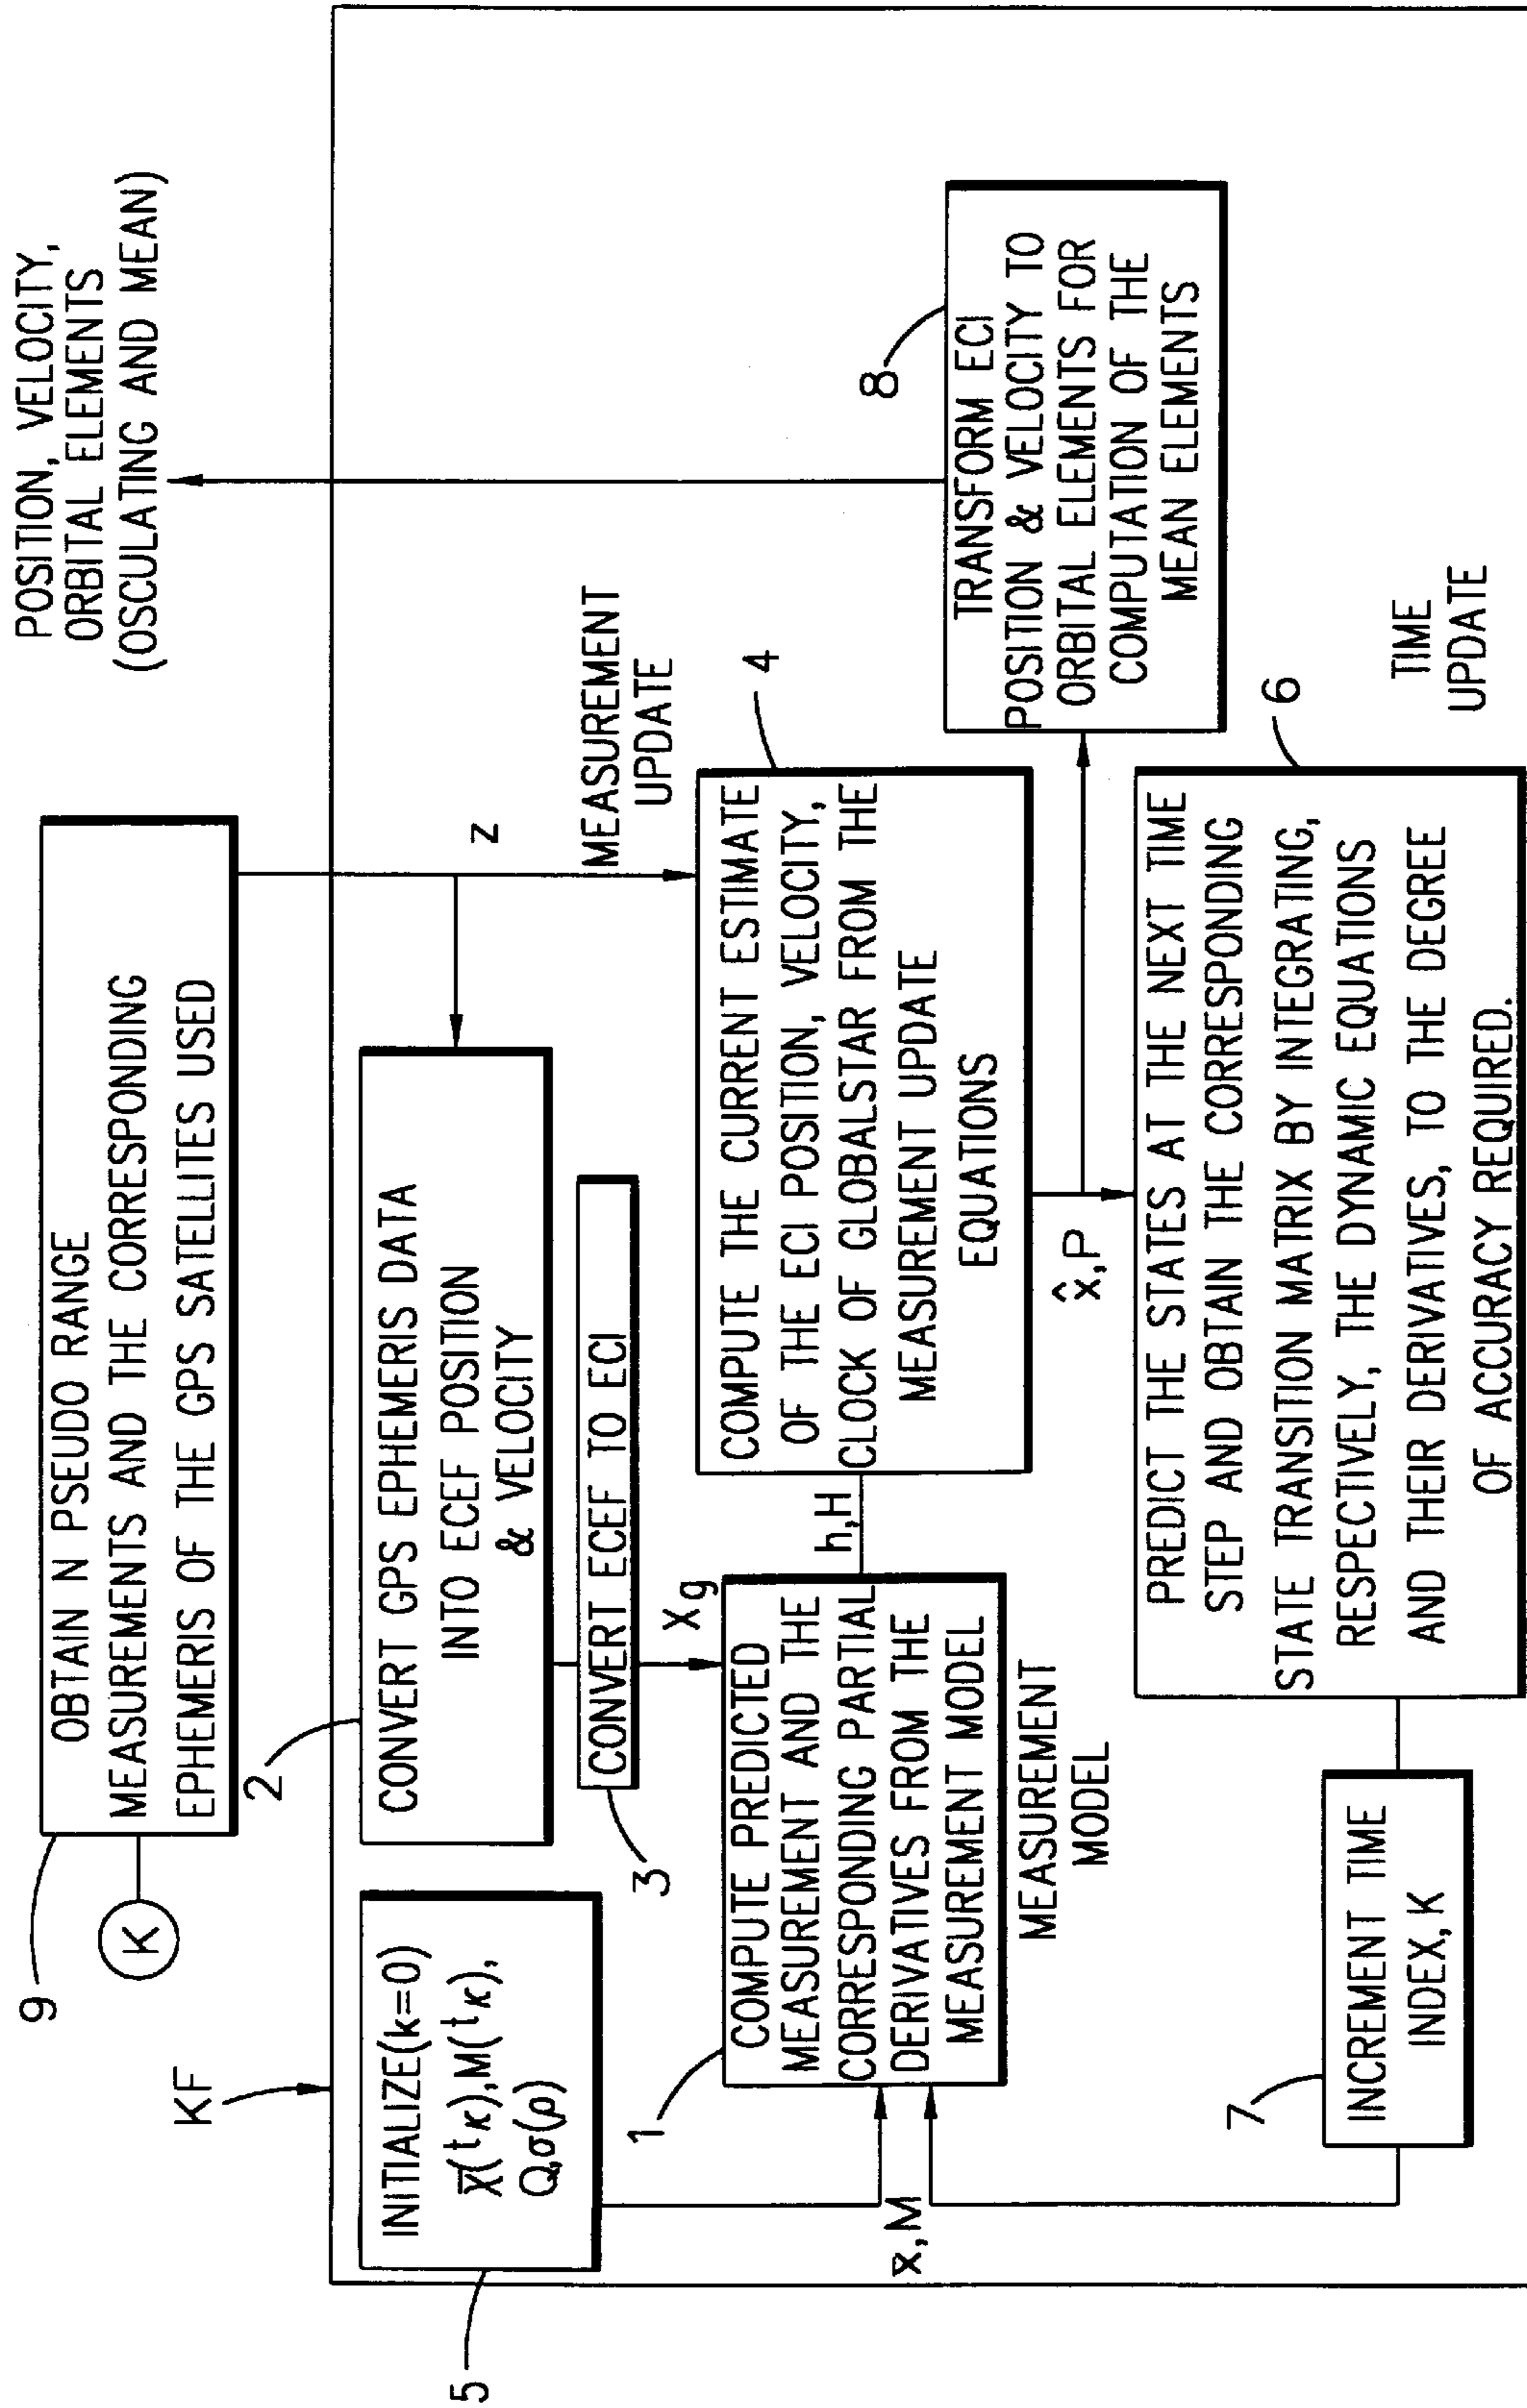 POSITION, VELOCITY,
ORBITAL ELEMENTS
(OSCULATING AND MEAN)
9
K
OBTAIN N PSEUDO RANGE
MEASUREMENTS AND THE CORRESPONDING
EPHEMERIS OF THE GPS SATELLITES USED
KF
z
5
INITIALIZE(k=0)
x̄(tκ),M(tκ),
Q,σ(ρ)
2
CONVERT GPS EPHEMERIS DATA
INTO ECEF POSITION
& VELOCITY
3
CONVERT ECEF TO ECI
Xg
MEASUREMENT
UPDATE
1
COMPUTE PREDICTED
MEASUREMENT AND THE
CORRESPONDING PARTIAL
DERIVATIVES FROM THE
MEASUREMENT MODEL
MEASUREMENT
MODEL
x̄,M
h,H
4
COMPUTE THE CURRENT ESTIMATE
OF THE ECI POSITION, VELOCITY,
CLOCK OF GLOBALSTAR FROM THE
MEASUREMENT UPDATE
EQUATIONS
x̂,P
8
TRANSFORM ECI
POSITION & VELOCITY TO
ORBITAL ELEMENTS FOR
COMPUTATION OF THE
MEAN ELEMENTS
7
INCREMENT TIME
INDEX,K
6
PREDICT THE STATES AT THE NEXT TIME
STEP AND OBTAIN THE CORRESPONDING
STATE TRANSITION MATRIX BY INTEGRATING,
RESPECTIVELY, THE DYNAMIC EQUATIONS
AND THEIR DERIVATIVES, TO THE DEGREE
OF ACCURACY REQUIRED.
TIME
UPDATE